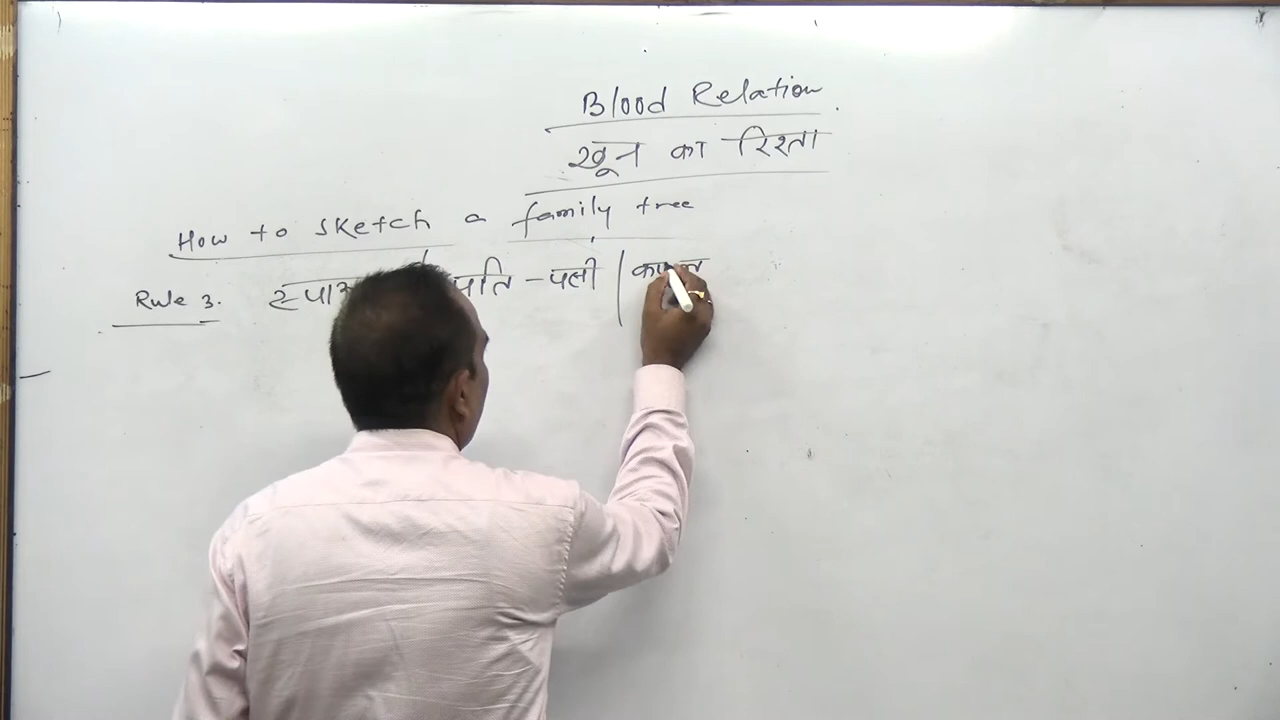 Blood Relation
खून का रिश्ता
How to sketch a family tree
Rule 3. पति - पत्नी |